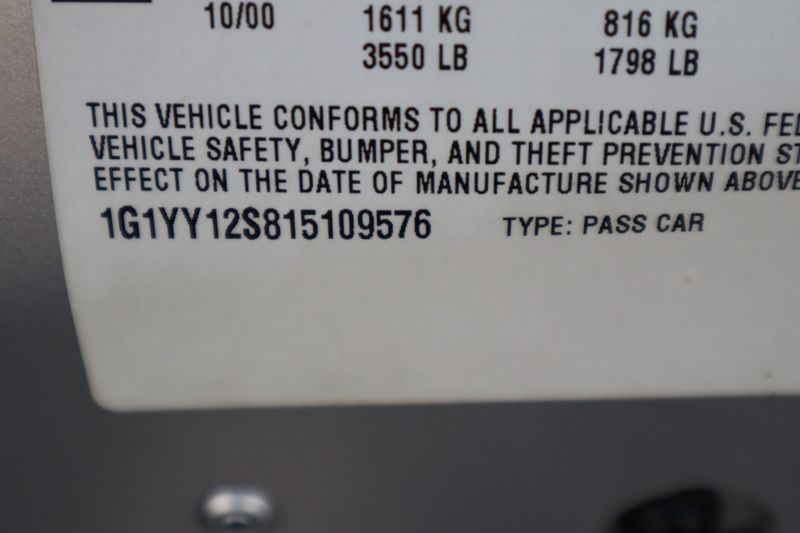 10/00 1611 KG 816 KG
3550 LB 1798 LB
THIS VEHICLE CONFORMS TO ALL APPLICABLE U.S. FE
VEHICLE SAFETY, BUMPER, AND THEFT PREVENTION ST
EFFECT ON THE DATE OF MANUFACTURE SHOWN ABOVE
1G1YY12S815109576 TYPE: PASS CAR